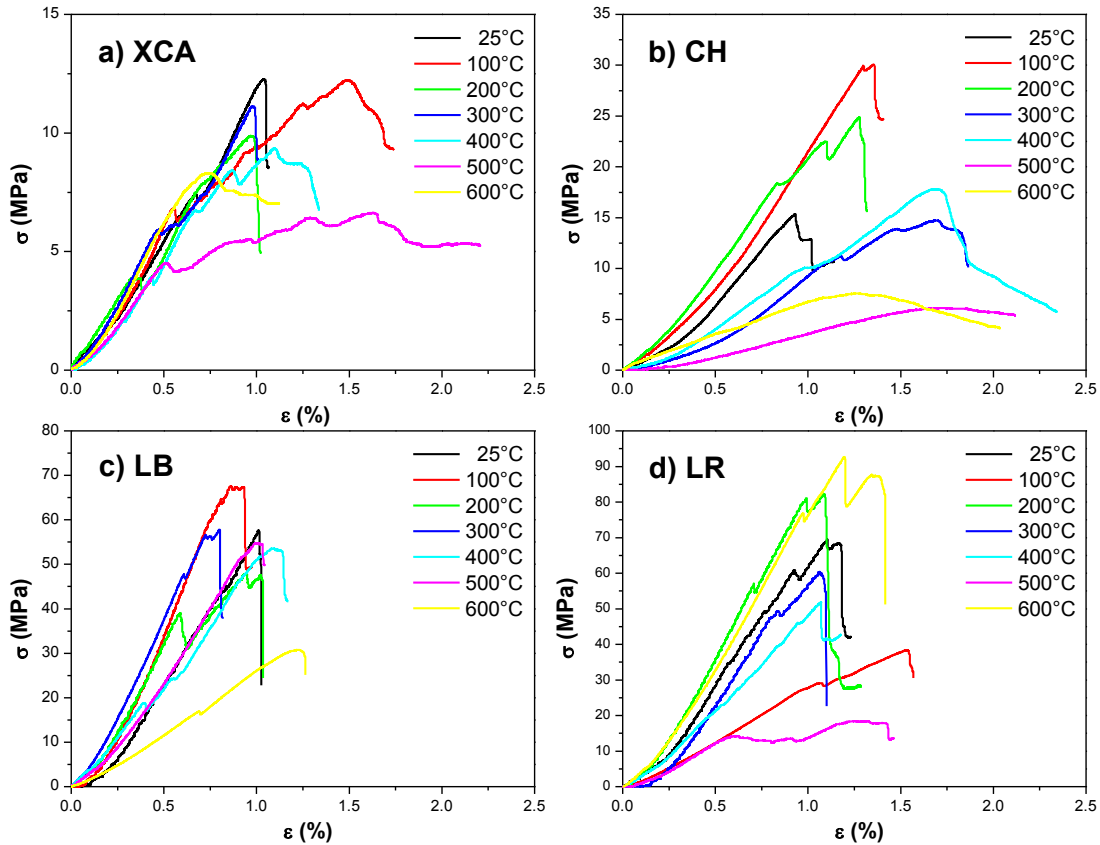 a) XCA
25°C
100°C
200°C
300°C
400°C
500°C
600°C
15
10
5
0
σ (MPa)
0.0
0.5
1.0
1.5
2.0
2.5
ε (%)
b) CH
25°C
100°C
200°C
300°C
400°C
500°C
600°C
35
30
25
20
15
10
5
0
σ (MPa)
0.0
0.5
1.0
1.5
2.0
2.5
ε (%)
c) LB
25°C
100°C
200°C
300°C
400°C
500°C
600°C
80
70
60
50
40
30
20
10
0
σ (MPa)
0.0
0.5
1.0
1.5
2.0
2.5
ε (%)
d) LR
25°C
100°C
200°C
300°C
400°C
500°C
600°C
100
90
80
70
60
50
40
30
20
10
0
σ (MPa)
0.0
0.5
1.0
1.5
2.0
2.5
ε (%)